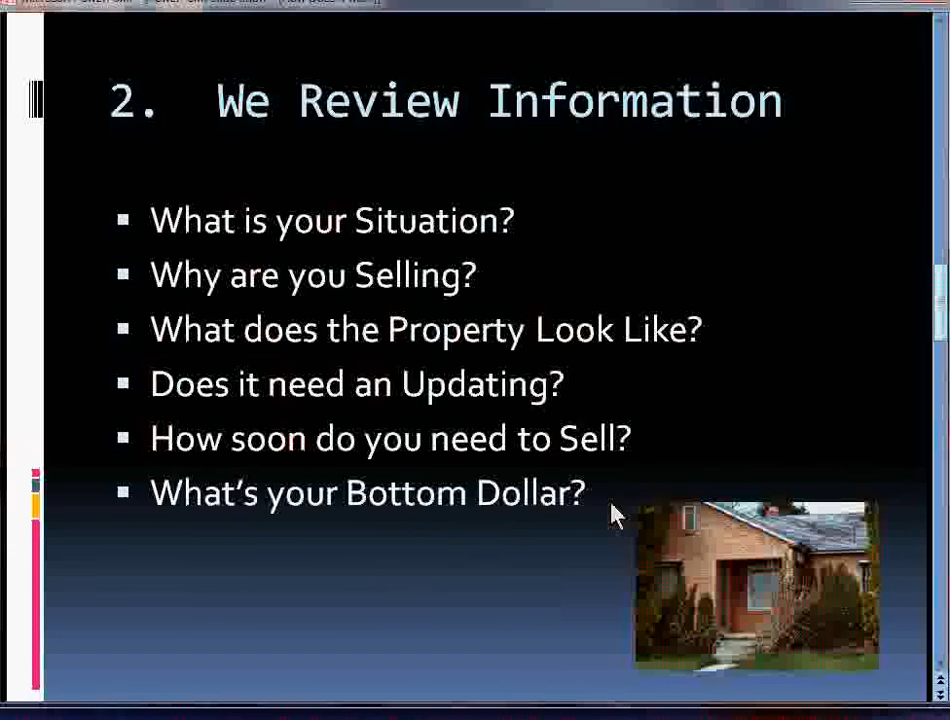 2. We Review Information
What is your Situation?
Why are you Selling?
What does the Property Look Like?
Does it need an Updating?
How soon do you need to Sell?
What's your Bottom Dollar?